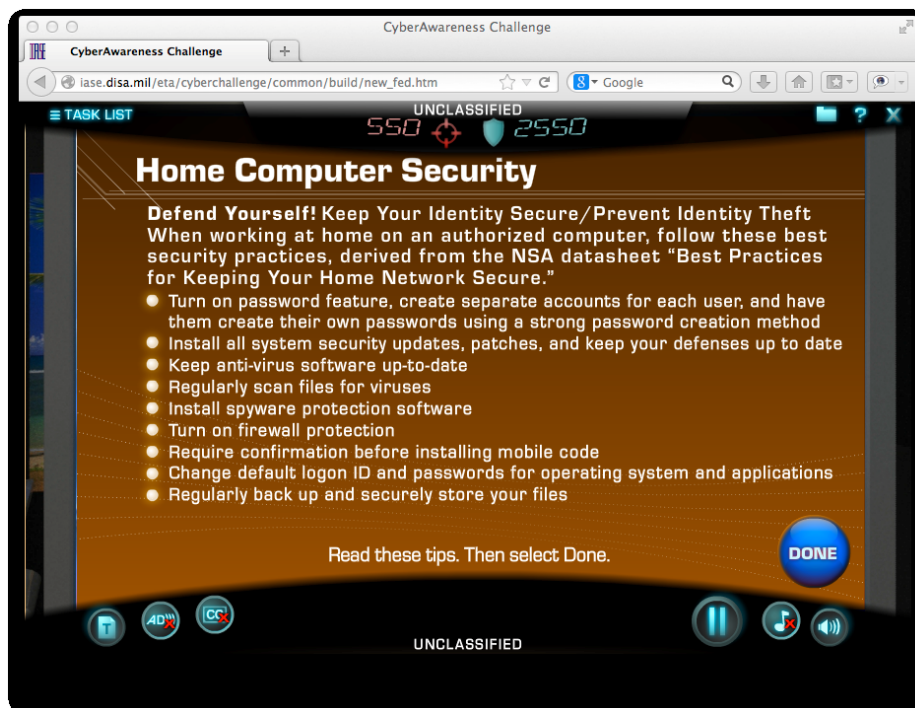 CyberAwareness Challenge
CyberAwareness Challenge
iase.disa.mil/eta/cyberchallenge/common/build/new_fed.htm
Google
TASK LIST
UNCLASSIFIED
550 2550
? X
Home Computer Security
Defend Yourself! Keep Your Identity Secure/Prevent Identity Theft
When working at home on an authorized computer, follow these best
security practices, derived from the NSA datasheet “Best Practices
for Keeping Your Home Network Secure.”
Turn on password feature, create separate accounts for each user, and have
them create their own passwords using a strong password creation method
Install all system security updates, patches, and keep your defenses up to date
Keep anti-virus software up-to-date
Regularly scan files for viruses
Install spyware protection software
Turn on firewall protection
Require confirmation before installing mobile code
Change default logon ID and passwords for operating system and applications
Regularly back up and securely store your files
Read these tips. Then select Done.
DONE
T
AD
CC
UNCLASSIFIED